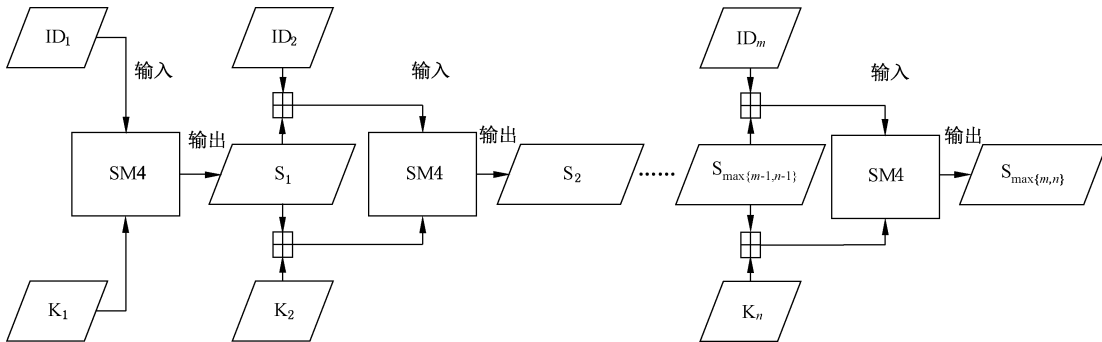 ID₁
ID₂
IDₘ
输入
输入
输入
输出
输出
输出
SM4
S₁
SM4
S₂
……
Sₘₐₓ{m-1,n-1}
SM4
Sₘₐₓ{m,n}
K₁
K₂
Kₙ